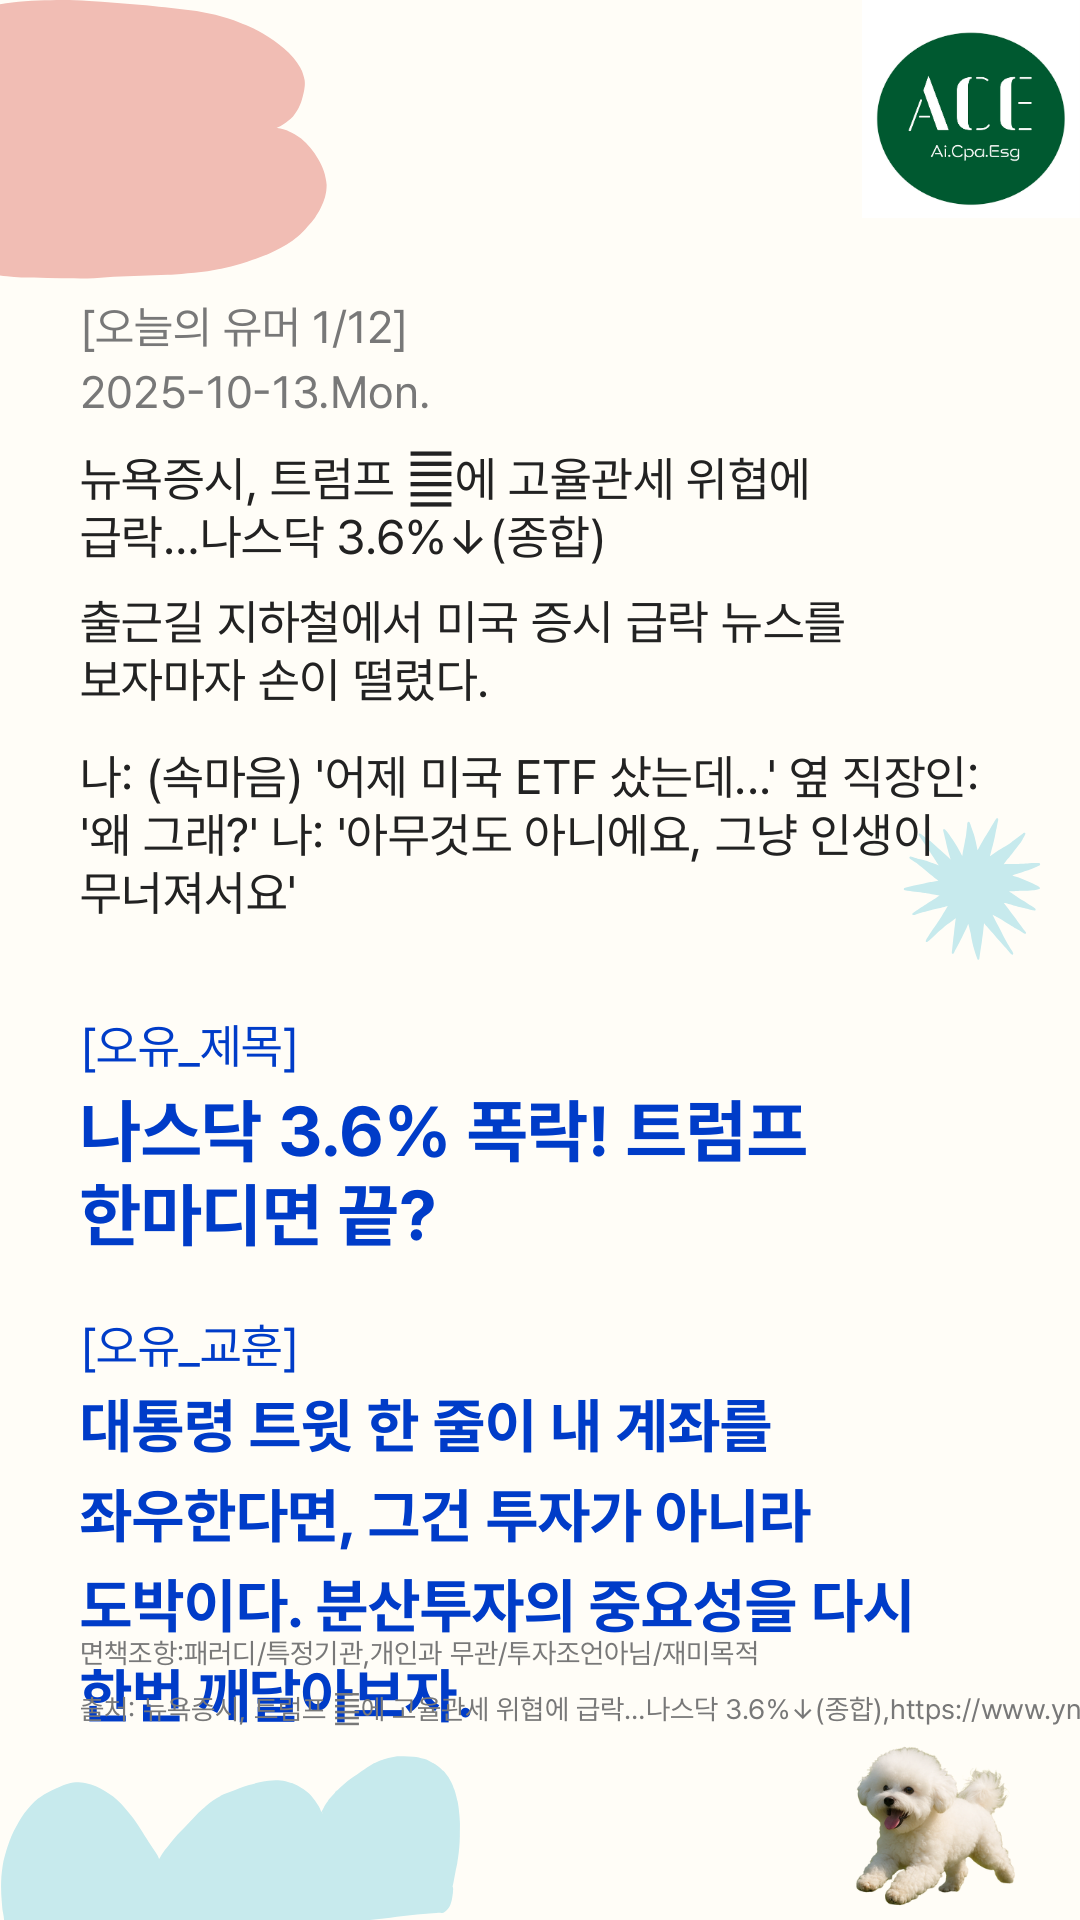 ACE
Ai.Cpa.Esg
[오늘의 유머 1/12]
2025-10-13.Mon.
뉴욕증시, 트럼프 에 고율관세 위협에
급락...나스닥 3.6%↓(종합)
출근길 지하철에서 미국 증시 급락 뉴스를
보자마자 손이 떨렸다.
나: (속마음) '어제 미국 ETF 샀는데...' 옆 직장인:
'왜 그래?' 나: '아무것도 아니에요, 그냥 인생이
무너져서요'
[오유_제목]
나스닥 3.6% 폭락! 트럼프
한마디면 끝?
[오유_교훈]
대통령 트윗 한 줄이 내 계좌를
좌우한다면, 그건 투자가 아니라
도박이다. 분산투자의 중요성을 다시
면책조항:패러디/특정기관,개인과 무관/투자조언아님/재미목적
한번 깨달아보자.
출처: 뉴욕증시, 트럼프 에 고율관세 위협에 급락...나스닥 3.6%↓(종합),https://www.yn